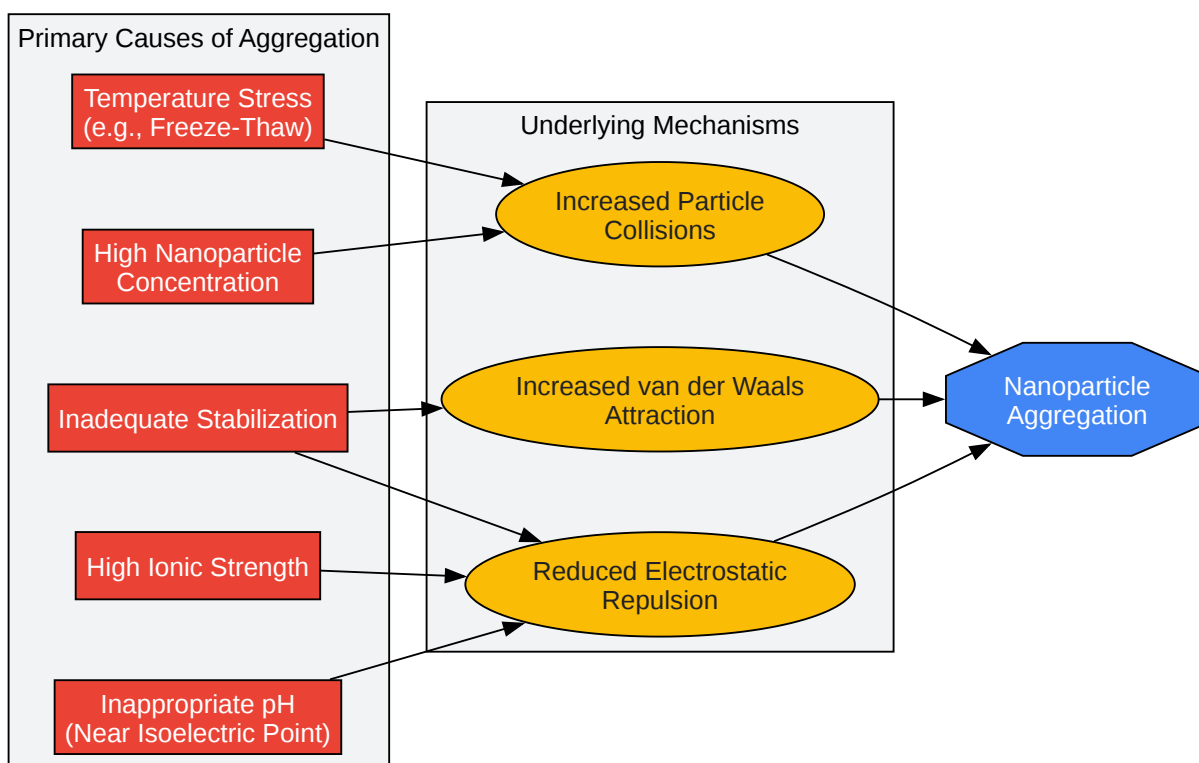 Primary Causes of Aggregation
Temperature Stress
(e.g., Freeze-Thaw)
High Nanoparticle
Concentration
Inadequate Stabilization
High Ionic Strength
Inappropriate pH
(Near Isoelectric Point)
Underlying Mechanisms
Increased Particle
Collisions
Increased van der Waals
Attraction
Reduced Electrostatic
Repulsion
Nanoparticle
Aggregation